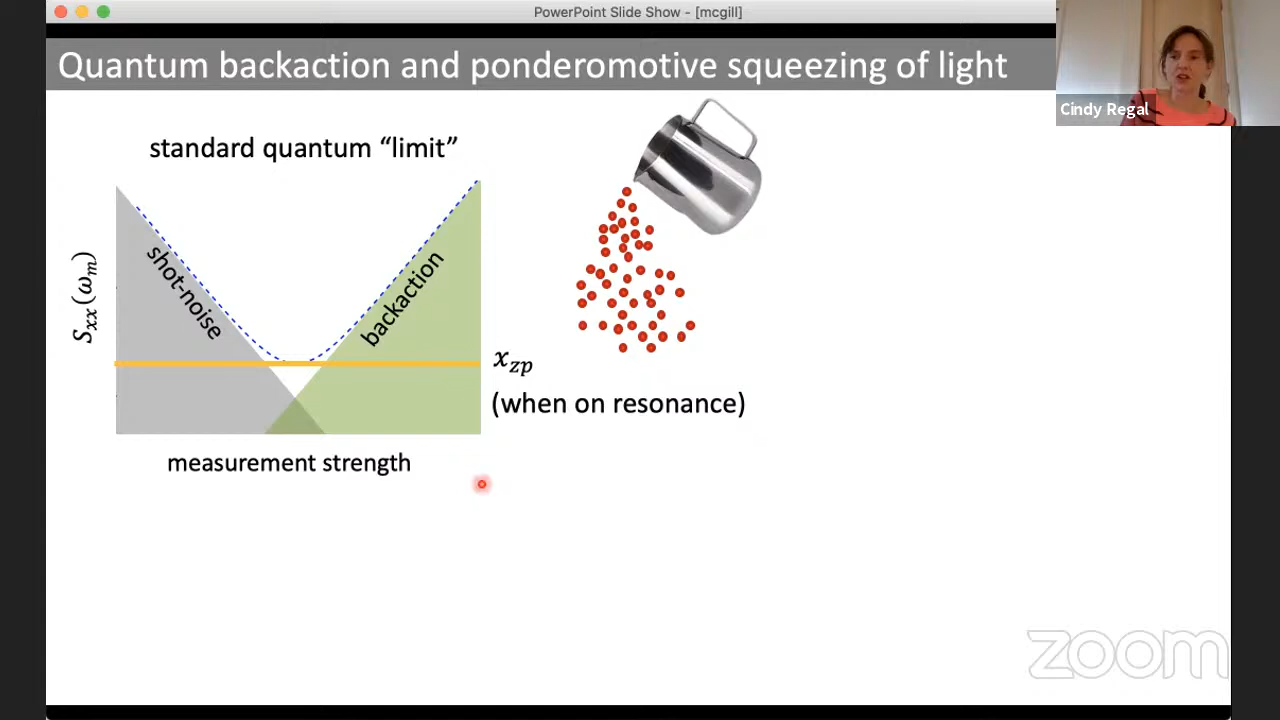 PowerPoint Slide Show - [mcgill]
Quantum backaction and ponderomotive squeezing of light
Cindy Regal
standard quantum “limit”
shot-noise
backaction
Sₓₓ(ωₘ)
x_zp
(when on resonance)
measurement strength
zoom